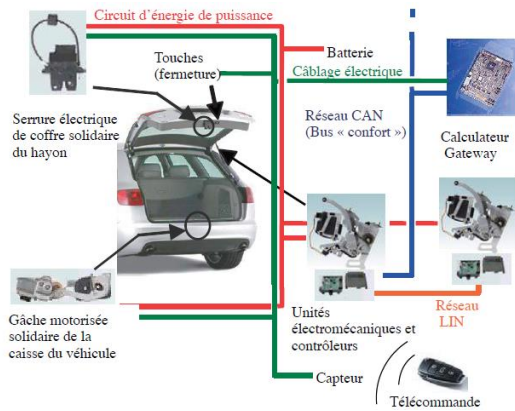 Circuit d'énergie de puissance
Touches
(fermeture)
Batterie
Câblage électrique
Serrure électrique
de coffre solidaire
du hayon
Réseau CAN
(Bus « confort »)
Calculateur
Gateway
Gâche motorisée
solidaire de la
caisse du véhicule
Unités
électromécaniques et
contrôleurs
Réseau
LIN
Capteur
Télécommande